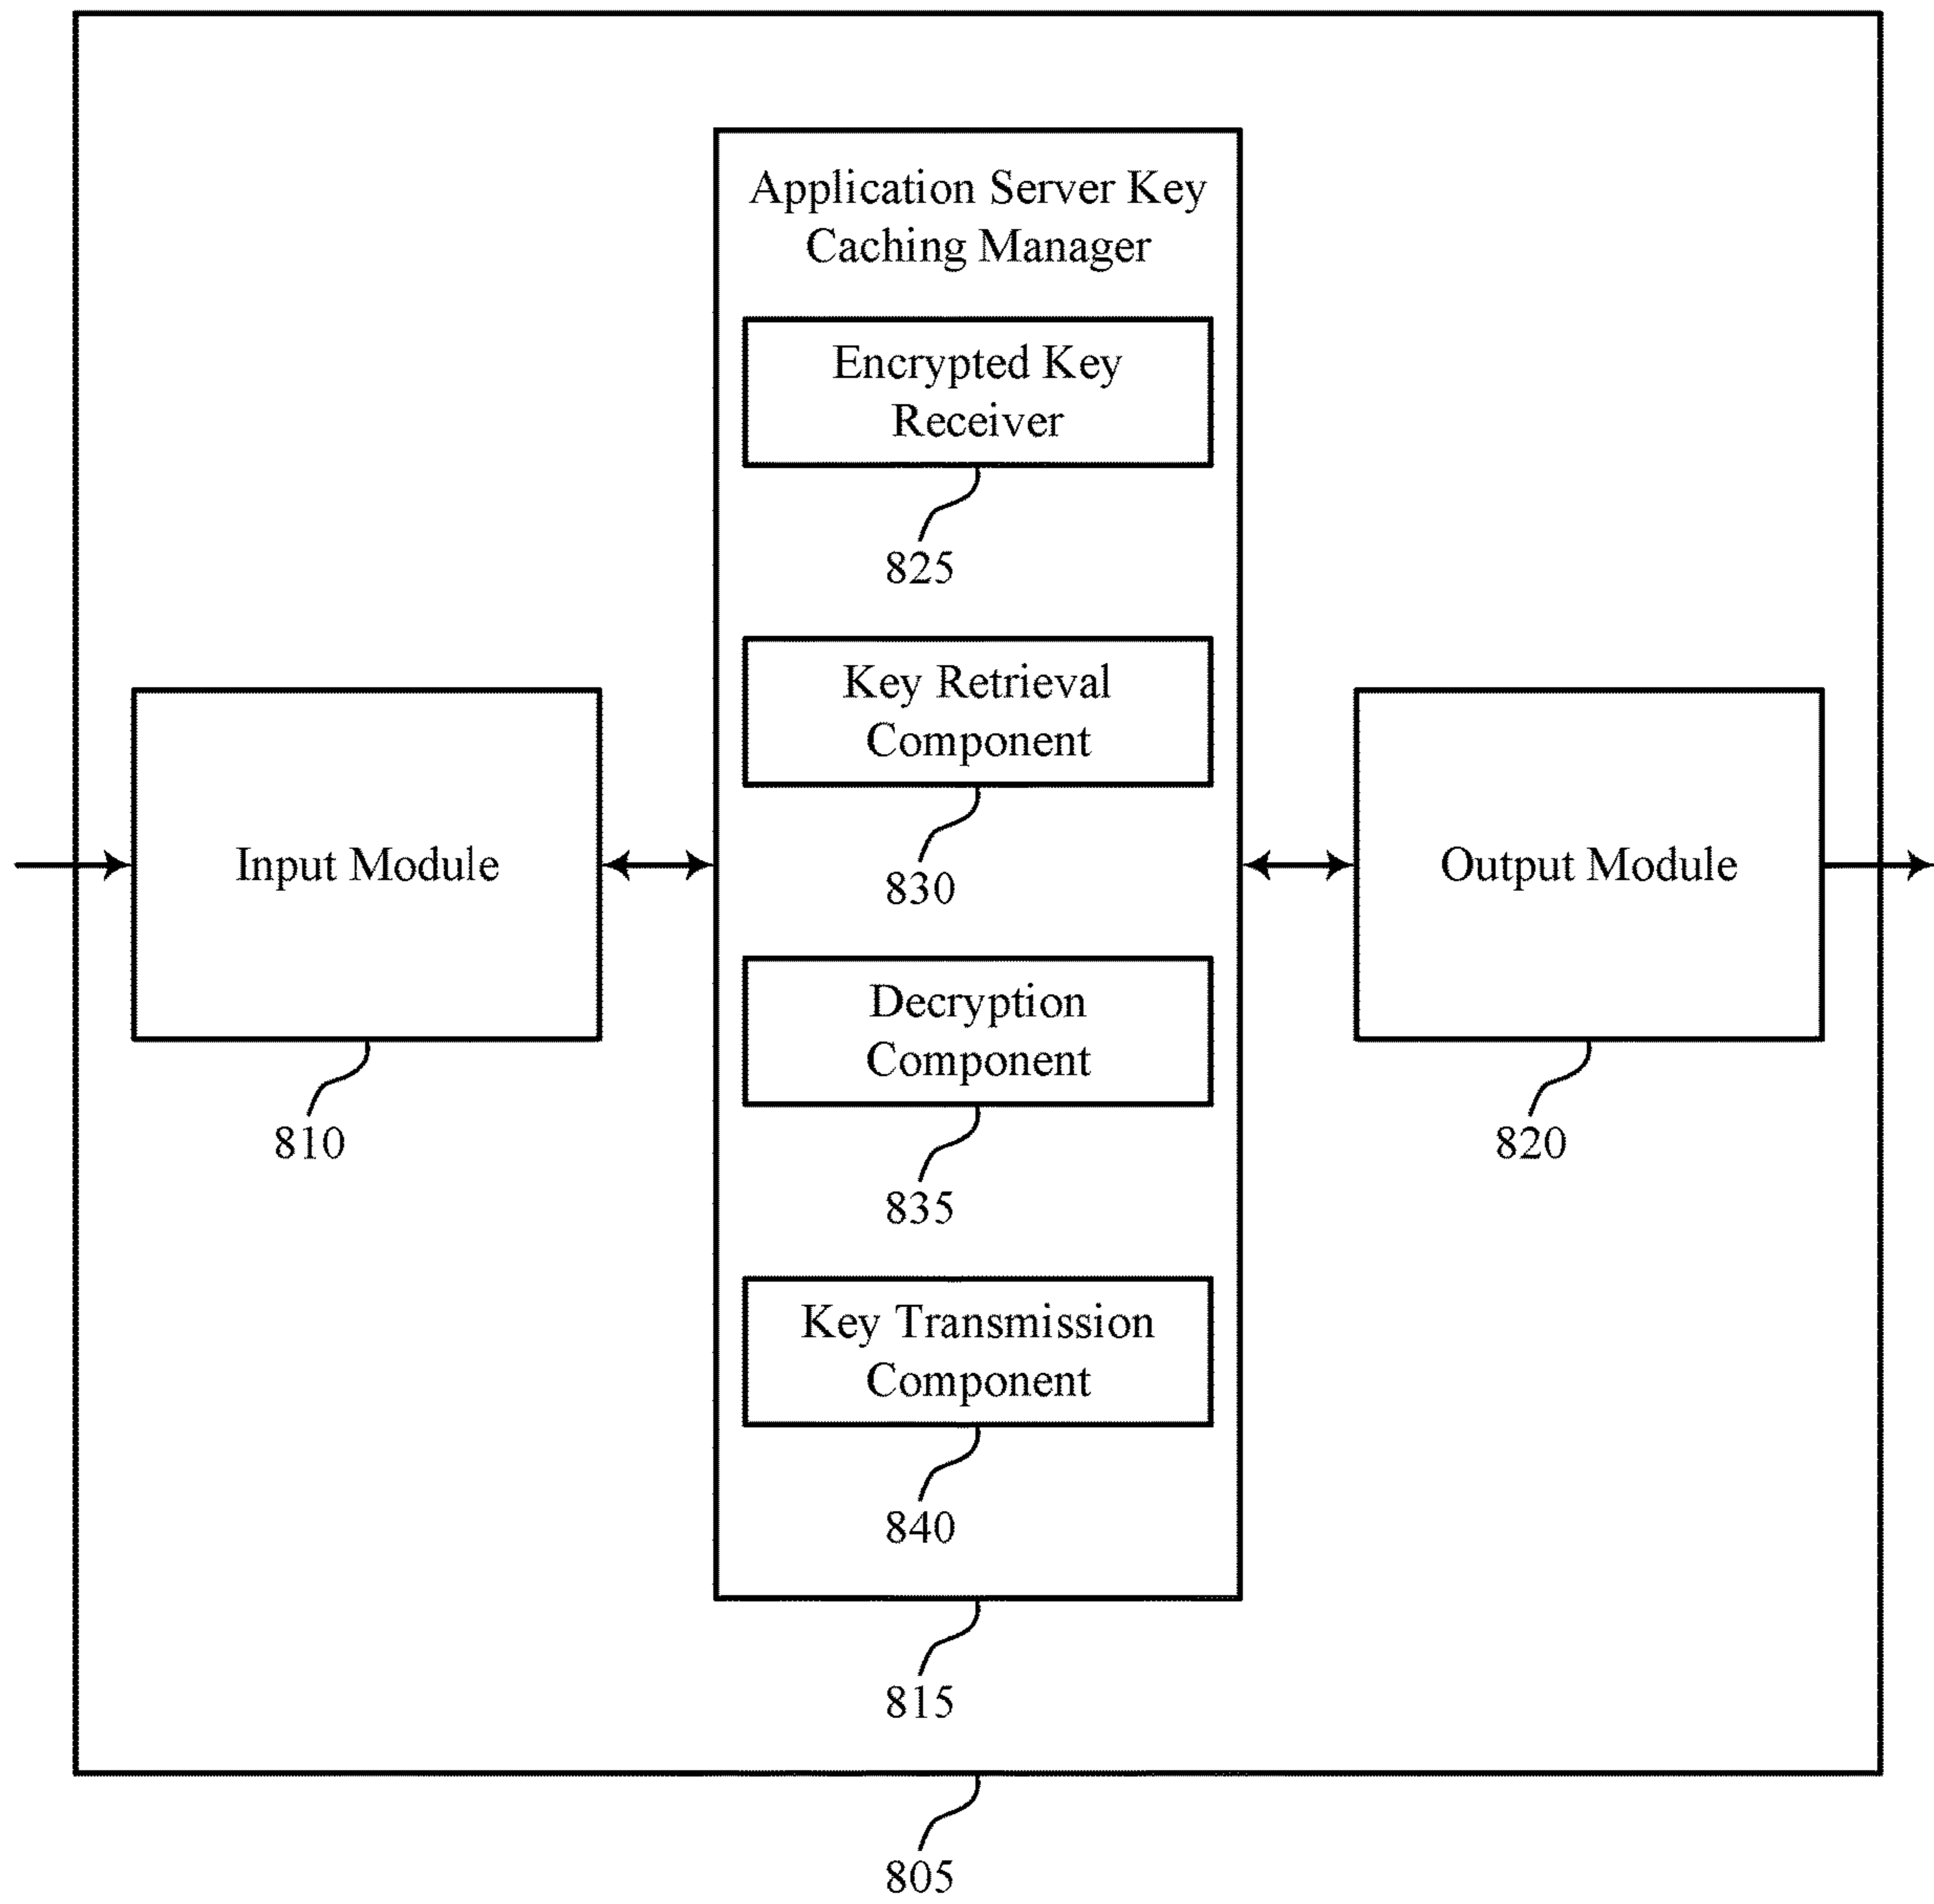 Application Server Key
Caching Manager
Encrypted Key
Receiver
825
Key Retrieval
Component
830
Input Module
810
Output Module
820
Decryption
Component
835
Key Transmission
Component
840
815
805